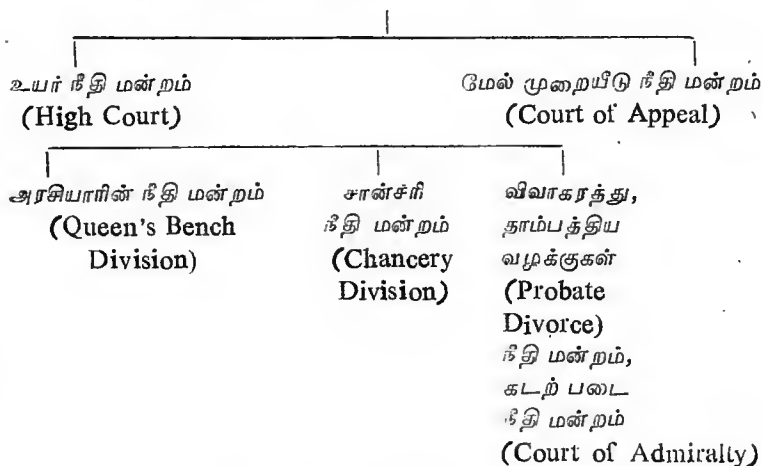 உயர் நீதி மன்றம்
(High Court)
மேல் முறையீடு நீதி மன்றம்
(Court of Appeal)
அரசியாரின் நீதி மன்றம்
(Queen's Bench
Division)
சான்ச்ரி
நீதி மன்றம்
(Chancery
Division)
விவாகரத்து,
தாம்பத்திய
வழக்குகள்
(Probate
Divorce)
நீதி மன்றம்,
கடற் படை
நீதி மன்றம்
(Court of Admiralty)